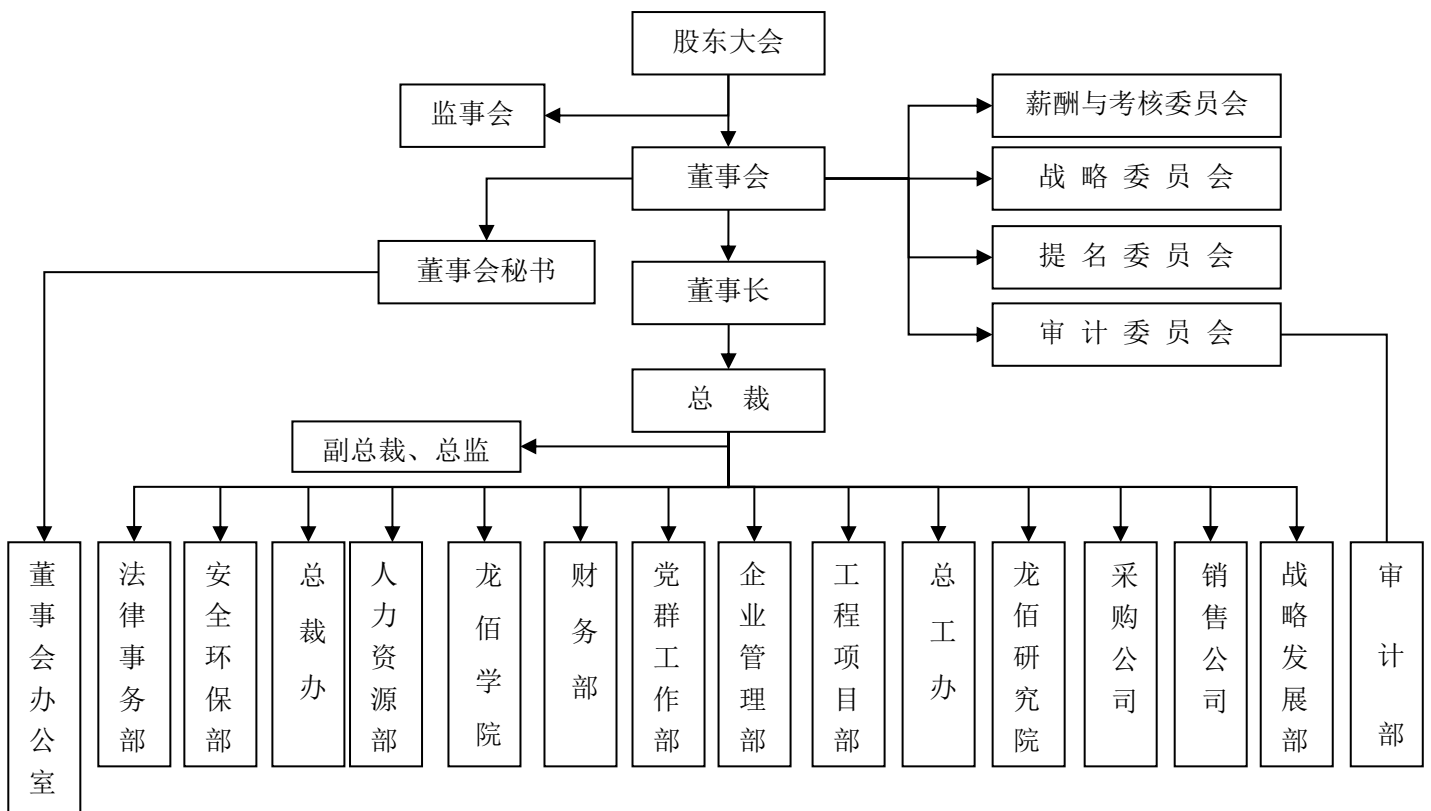 股东大会
监事会
薪酬与考核委员会
董事会
战略委员会
提名委员会
董事会秘书
董事长
审计委员会
总 裁
副总裁、总监
董事会办公室
法律事务部
安全环保部
总裁办
人力资源部
龙佰学院
财务部
党群工作部
企业管理部
工程项目部
总工办
龙佰研究院
采购公司
销售公司
战略发展部
审计部